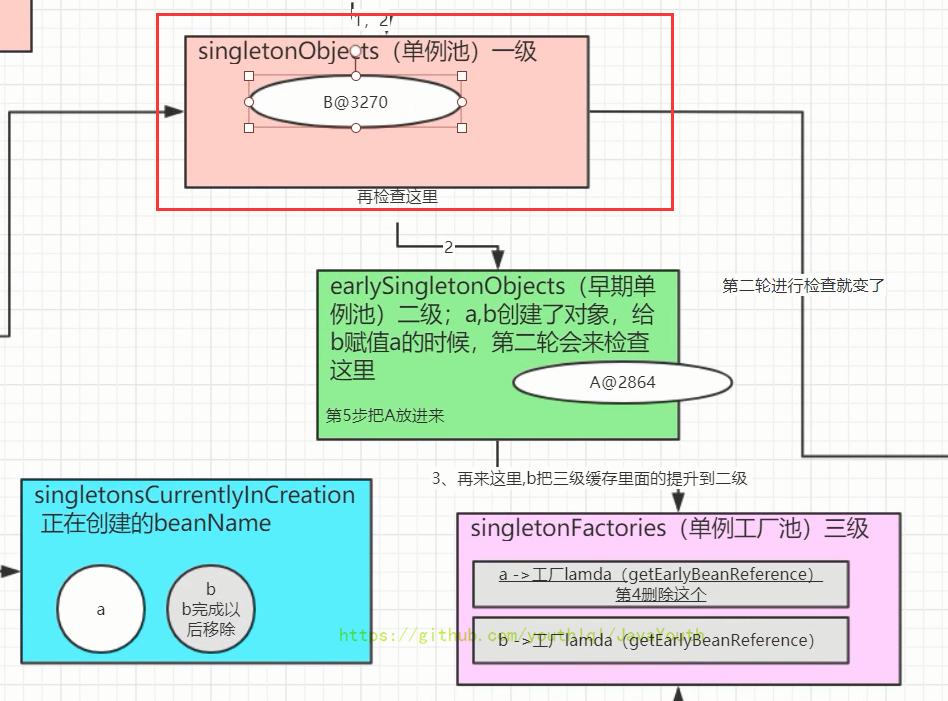 1，2
singletonObjects（单例池）一级
B@3270
再检查这里
2
earlySingletonObjects（早期单
例池）二级；a,b创建了对象，给
b赋值a的时候，第二轮会来检查
这里
A@2864
第5步把A放进来
第二轮进行检查就变了
3、再来这里,b把三级缓存里面的提升到二级
singletonsCurrentlyInCreation
正在创建的beanName
a
b
b完成以
后移除
singletonFactories（单例工厂池）三级
a ->工厂lamda（getEarlyBeanReference）
第4删除这个
b ->工厂lamda（getEarlyBeanReference）